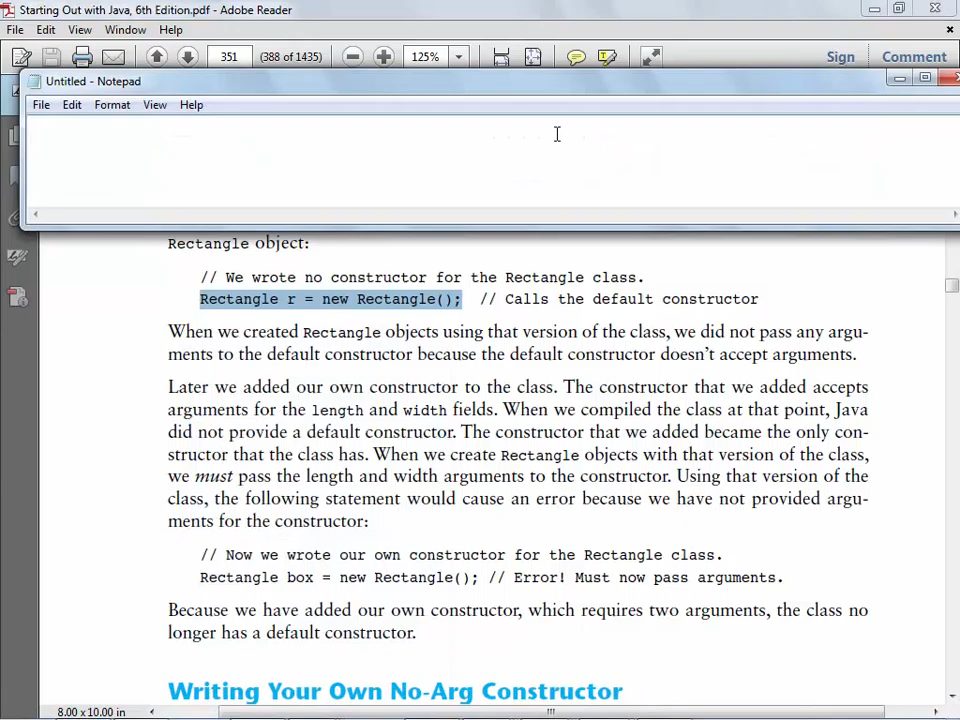 Starting Out with Java, 6th Edition.pdf - Adobe Reader
File Edit View Window Help
351 (388 of 1435) 125% Sign Comment
Untitled - Notepad
File Edit Format View Help
Rectangle object:
// We wrote no constructor for the Rectangle class.
Rectangle r = new Rectangle(); // Calls the default constructor
When we created Rectangle objects using that version of the class, we did not pass any argu-
ments to the default constructor because the default constructor doesn't accept arguments.
Later we added our own constructor to the class. The constructor that we added accepts
arguments for the length and width fields. When we compiled the class at that point, Java
did not provide a default constructor. The constructor that we added became the only con-
structor that the class has. When we create Rectangle objects with that version of the class,
we must pass the length and width arguments to the constructor. Using that version of the
class, the following statement would cause an error because we have not provided argu-
ments for the constructor:
// Now we wrote our own constructor for the Rectangle class.
Rectangle box = new Rectangle(); // Error! Must now pass arguments.
Because we have added our own constructor, which requires two arguments, the class no
longer has a default constructor.
Writing Your Own No-Arg Constructor
8.00 x 10.00 in